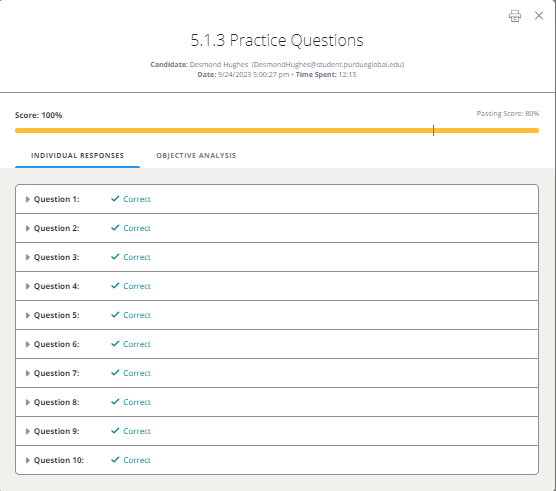 5.1.3 Practice Questions
Candidate: Desmond Hughes (DesmondHughes@student.purdueglobal.edu)
Date: 9/24/2023 5:00:27 pm • Time Spent: 12:15
Score: 100% Passing Score: 80%
INDIVIDUAL RESPONSES OBJECTIVE ANALYSIS
Question 1: Correct
Question 2: Correct
Question 3: Correct
Question 4: Correct
Question 5: Correct
Question 6: Correct
Question 7: Correct
Question 8: Correct
Question 9: Correct
Question 10: Correct